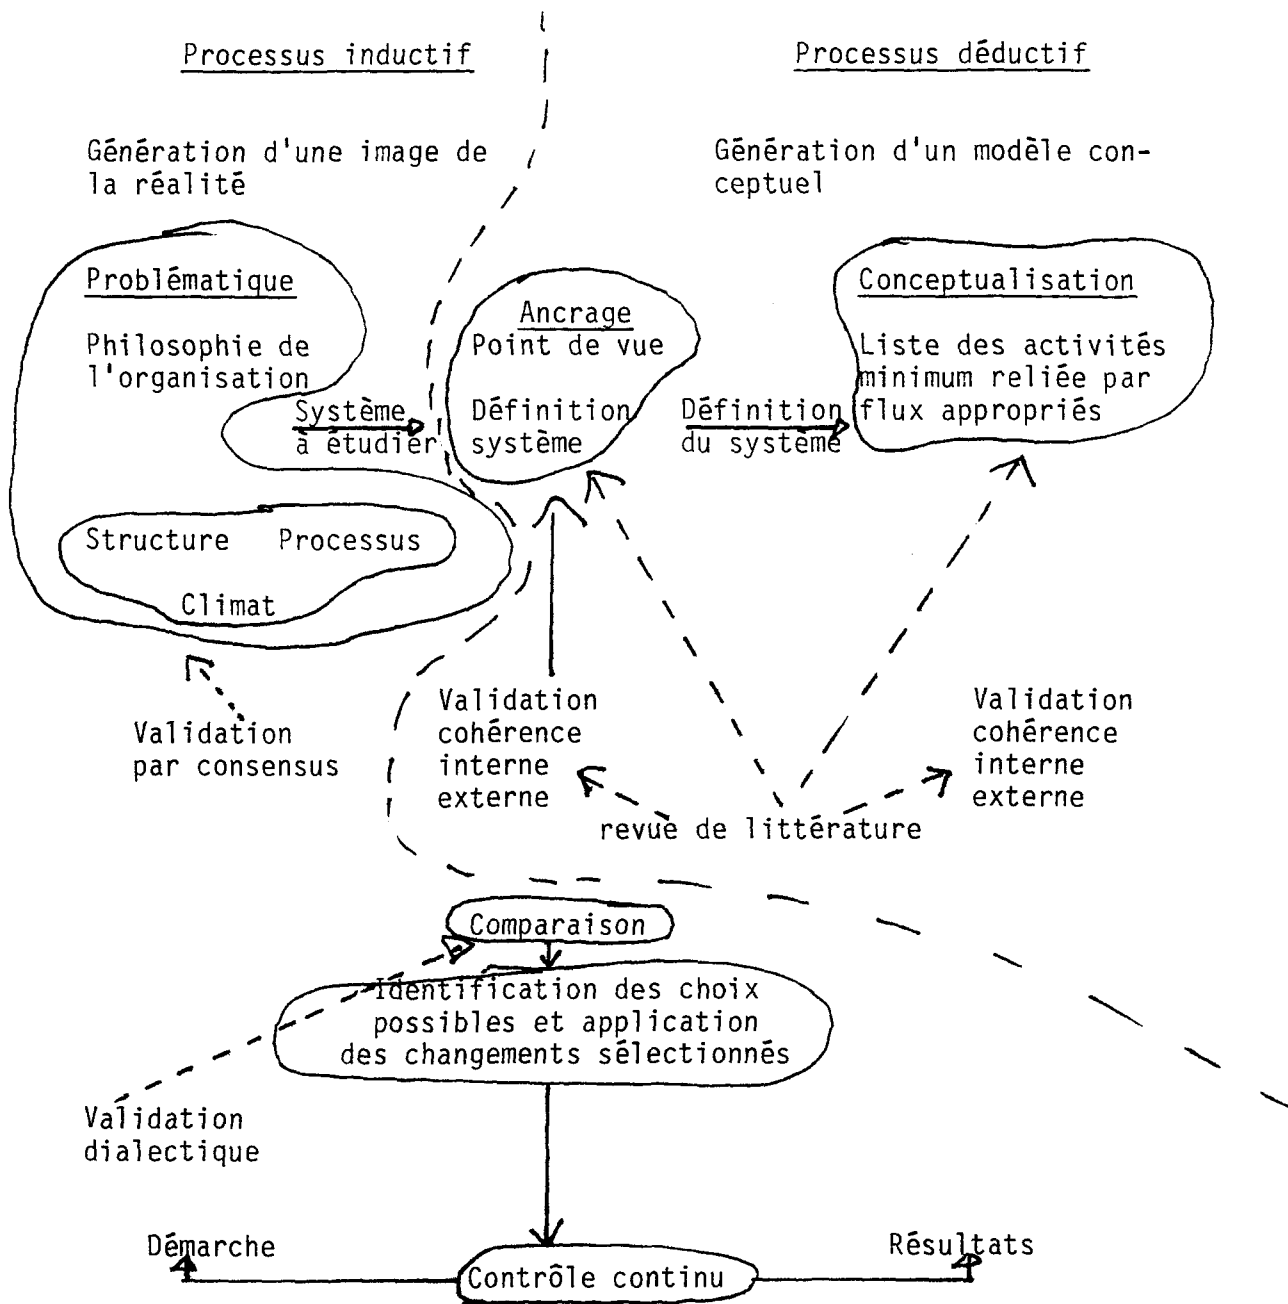 Processus inductif
Processus déductif
Génération d'une image de
la réalité
Génération d'un modèle con-
ceptuel
Problématique
Philosophie de
l'organisation
Système
à étudier
Structure Processus
Climat
Ancrage
Point de vue
Définition
système
Définition
du système
Conceptualisation
Liste des activités
minimum reliée par
flux appropriés
Validation
par consensus
Validation
cohérence
interne
externe
Validation
cohérence
interne
externe
revue de littérature
Comparaison
Identification des choix
possibles et application
des changements sélectionnés
Validation
dialectique
Démarche
Résultats
Contrôle continu